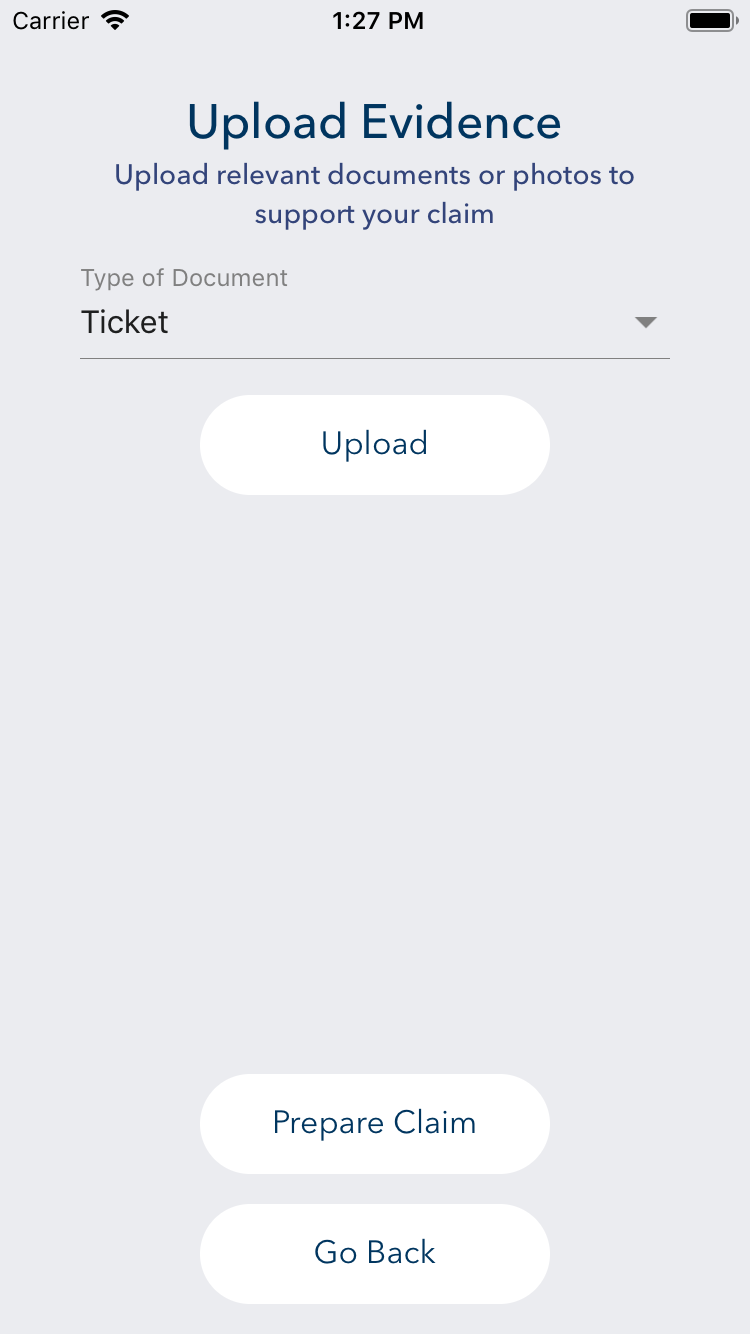 Carrier 1:27 PM
Upload Evidence
Upload relevant documents or photos to
support your claim
Type of Document
Ticket
Upload
Prepare Claim
Go Back